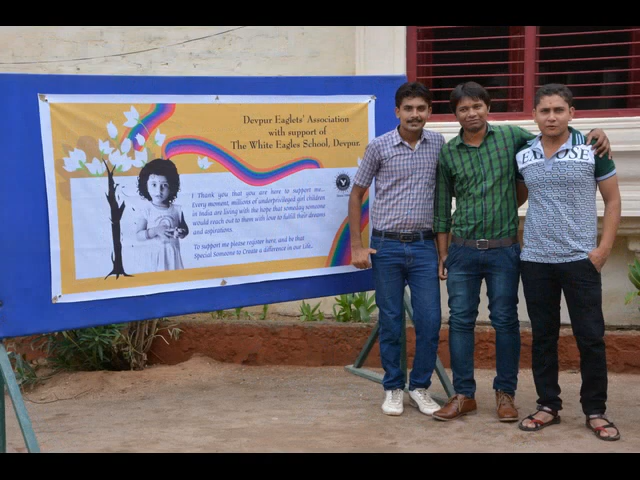 Devpur Eaglets' Association
with support of
The White Eagles School, Devpur.
I Thank you that you are here to support me...
Every moment, millions of underpriviledged girl children
in India are living with the hope that someday someone
would reach out to them with love to fulfill their dreams
and aspirations.
To support me please register here, and be that
Special Someone to Create a difference in our Life..